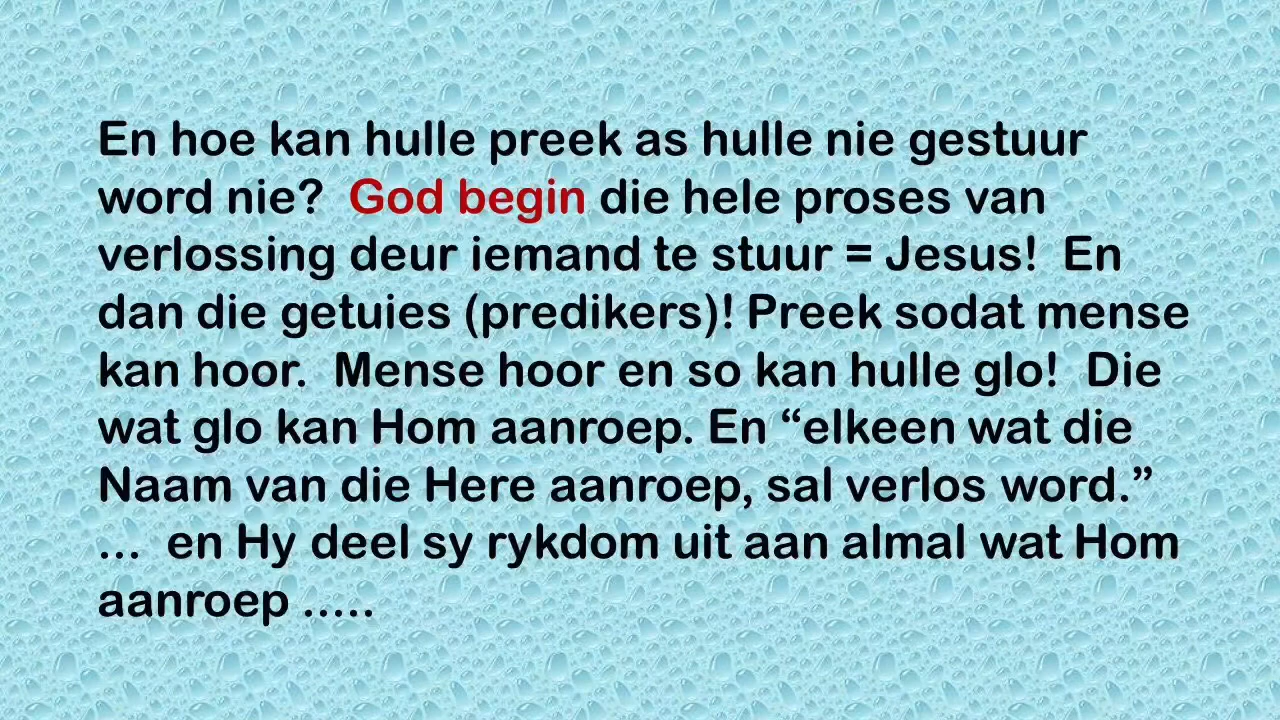 En hoe kan hulle preek as hulle nie gestuur
word nie?  God begin die hele proses van
verlossing deur iemand te stuur = Jesus!  En
dan die getuies (predikers)! Preek sodat mense
kan hoor.  Mense hoor en so kan hulle glo!  Die
wat glo kan Hom aanroep. En “elkeen wat die
Naam van die Here aanroep, sal verlos word.”
…  en Hy deel sy rykdom uit aan almal wat Hom
aanroep …..